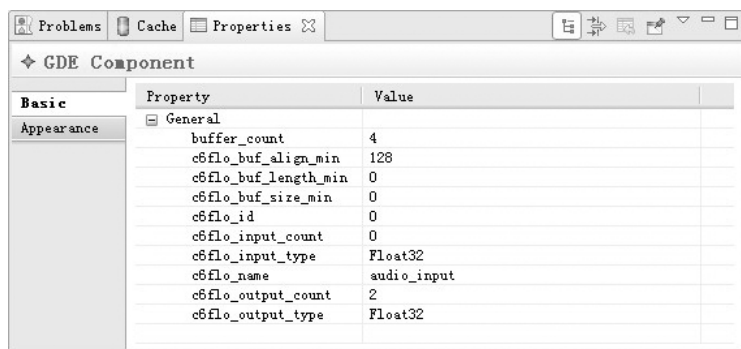 Problems Cache Properties
GDE Component
Basic
Appearance
Property Value
General
buffer_count 4
c6flo_buf_align_min 128
c6flo_buf_length_min 0
c6flo_buf_size_min 0
c6flo_id 0
c6flo_input_count 0
c6flo_input_type Float32
c6flo_name audio_input
c6flo_output_count 2
c6flo_output_type Float32